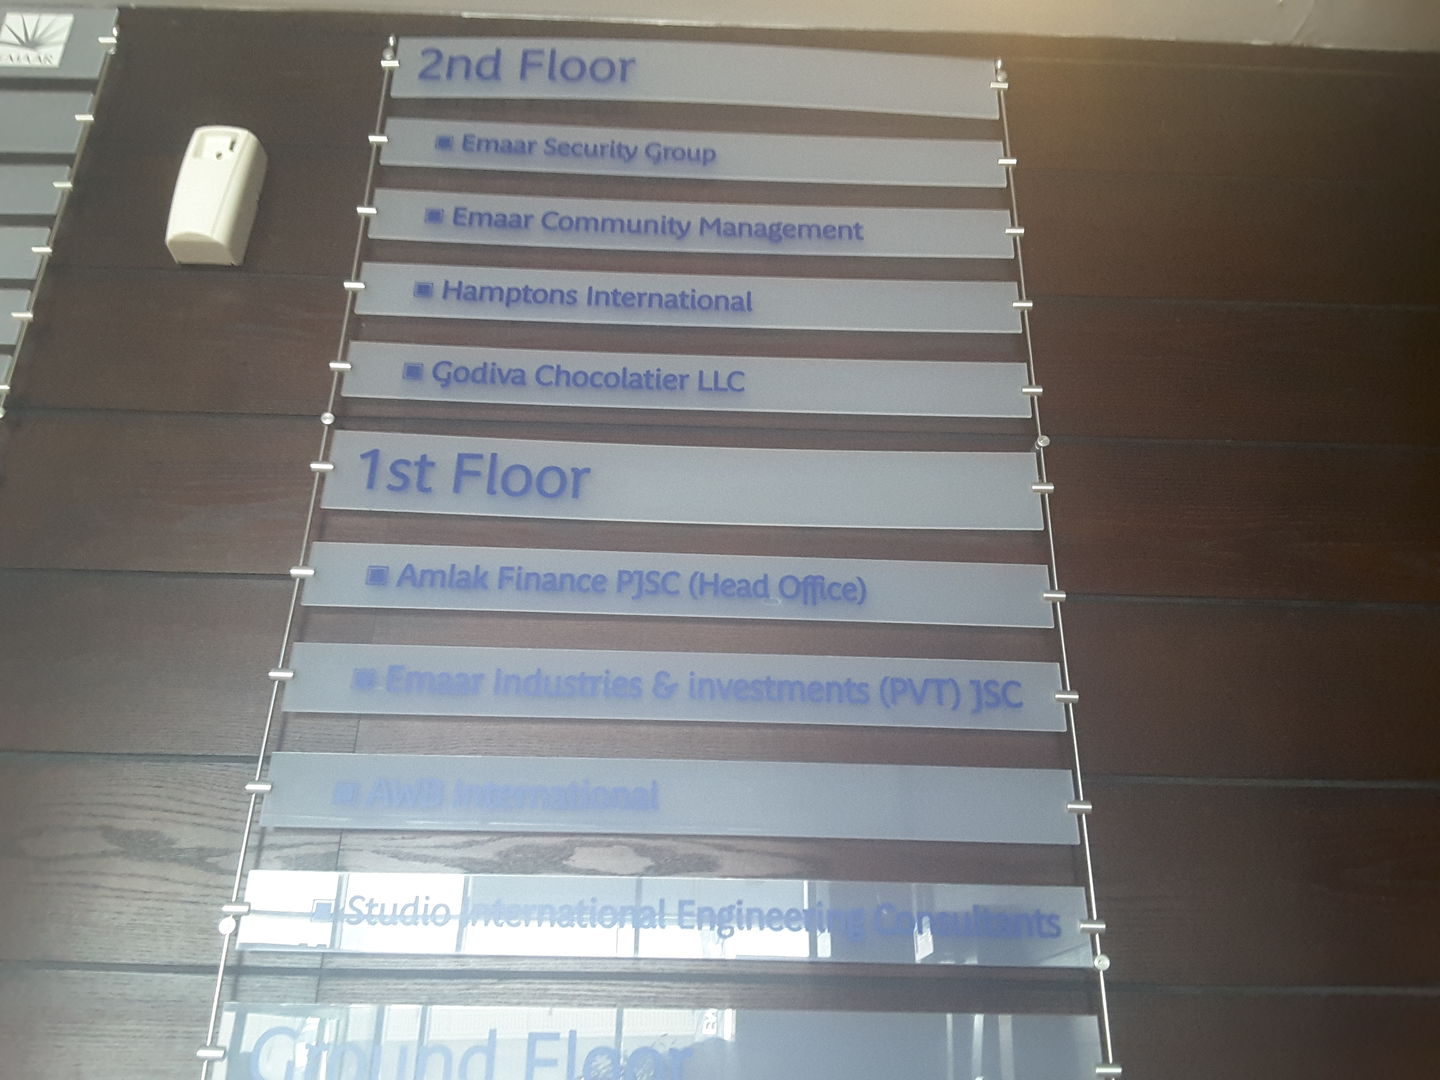 EMAAR
2nd Floor
Emaar Security Group
Emaar Community Management
Hamptons International
Godiva Chocolatier LLC
1st Floor
Amlak Finance PJSC (Head Office)
Emaar Industries & investments (PVT) JSC
AWB International
Studio International Engineering Consultants
Ground Floor